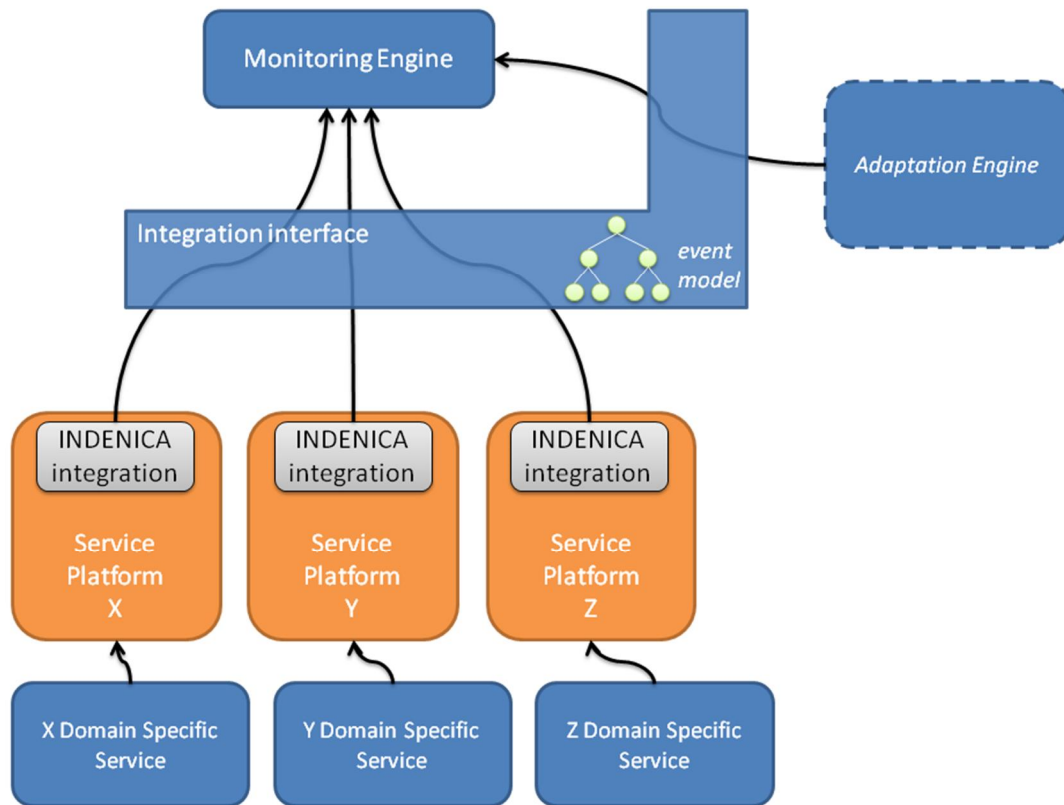 Monitoring Engine
Adaptation Engine
Integration interface
event
model
INDENICA
integration
Service
Platform
X
INDENICA
integration
Service
Platform
Y
INDENICA
integration
Service
Platform
Z
X Domain Specific
Service
Y Domain Specific
Service
Z Domain Specific
Service